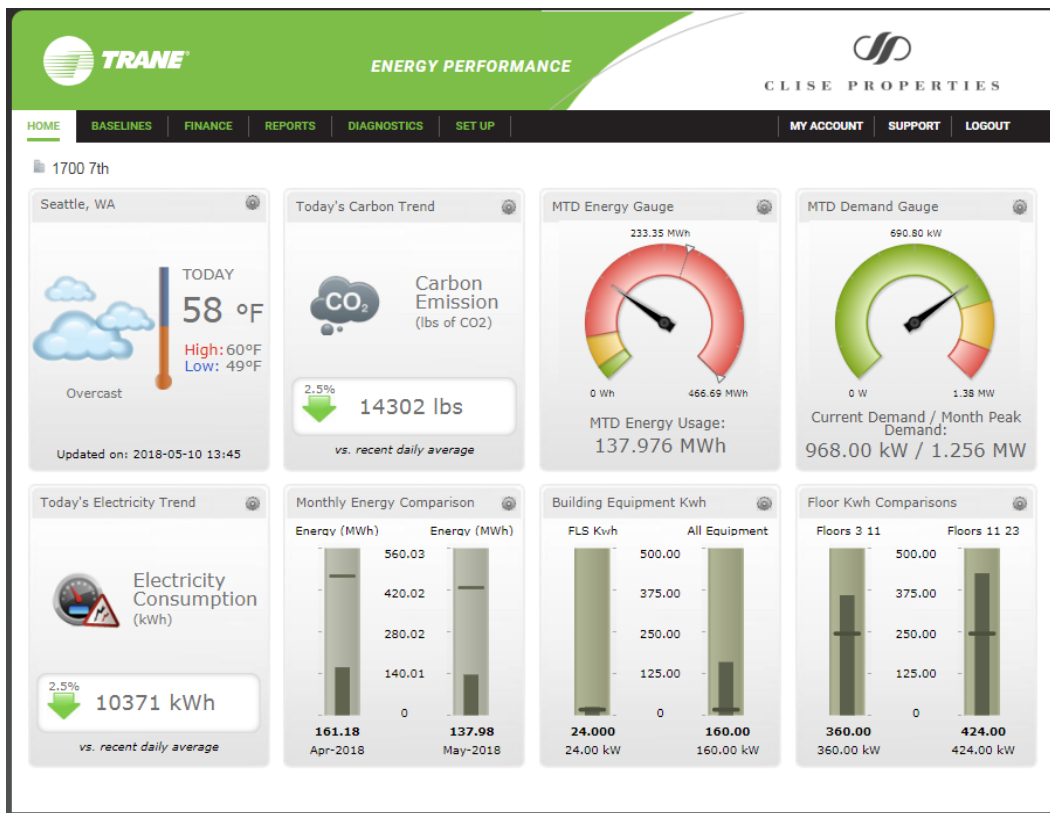 TRANE®
ENERGY PERFORMANCE
CLISE PROPERTIES
HOME BASELINES FINANCE REPORTS DIAGNOSTICS SET UP MY ACCOUNT SUPPORT LOGOUT
1700 7th
Seattle, WA
TODAY
58 °F
High: 60°F
Low: 49°F
Overcast
Updated on: 2018-05-10 13:45
Today's Carbon Trend
CO2
Carbon
Emission
(lbs of CO2)
2.5%
14302 lbs
vs. recent daily average
MTD Energy Gauge
233.35 MWh
0 Wh 466.69 MWh
MTD Energy Usage:
137.976 MWh
MTD Demand Gauge
690.80 kW
0 W 1.38 MW
Current Demand / Month Peak
Demand:
968.00 kW / 1.256 MW
Today's Electricity Trend
Electricity
Consumption
(kWh)
2.5%
10371 kWh
vs. recent daily average
Monthly Energy Comparison
Energy (MWh) Energy (MWh)
560.03
420.02
280.02
140.01
0
161.18 137.98
Apr-2018 May-2018
Building Equipment Kwh
FLS Kwh All Equipment
500.00
375.00
250.00
125.00
0
24.000 160.00
24.00 kW 160.00 kW
Floor Kwh Comparisons
Floors 3 11 Floors 11 23
500.00
375.00
250.00
125.00
0
360.00 424.00
360.00 kW 424.00 kW